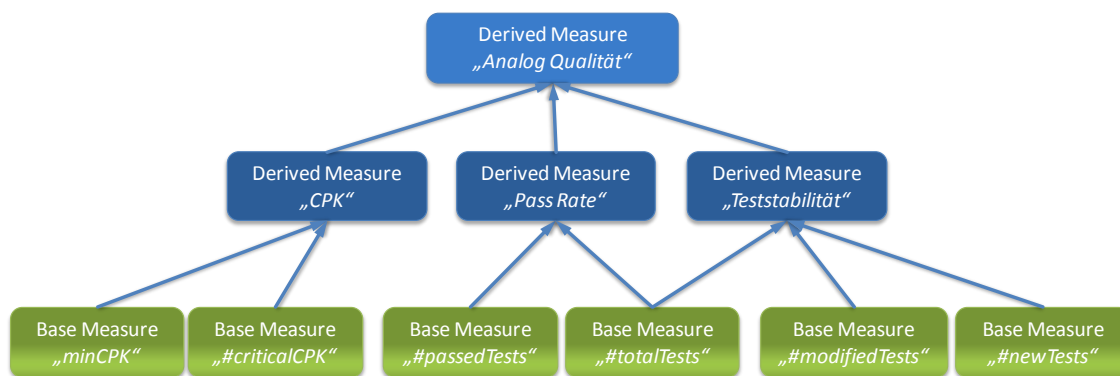 Derived Measure
„Analog Qualität“
Derived Measure
„CPK“
Derived Measure
„Pass Rate“
Derived Measure
„Teststabilität“
Base Measure
„minCPK“
Base Measure
„#criticalCPK“
Base Measure
„#passedTests“
Base Measure
„#totalTests“
Base Measure
„#modifiedTests“
Base Measure
„#newTests“